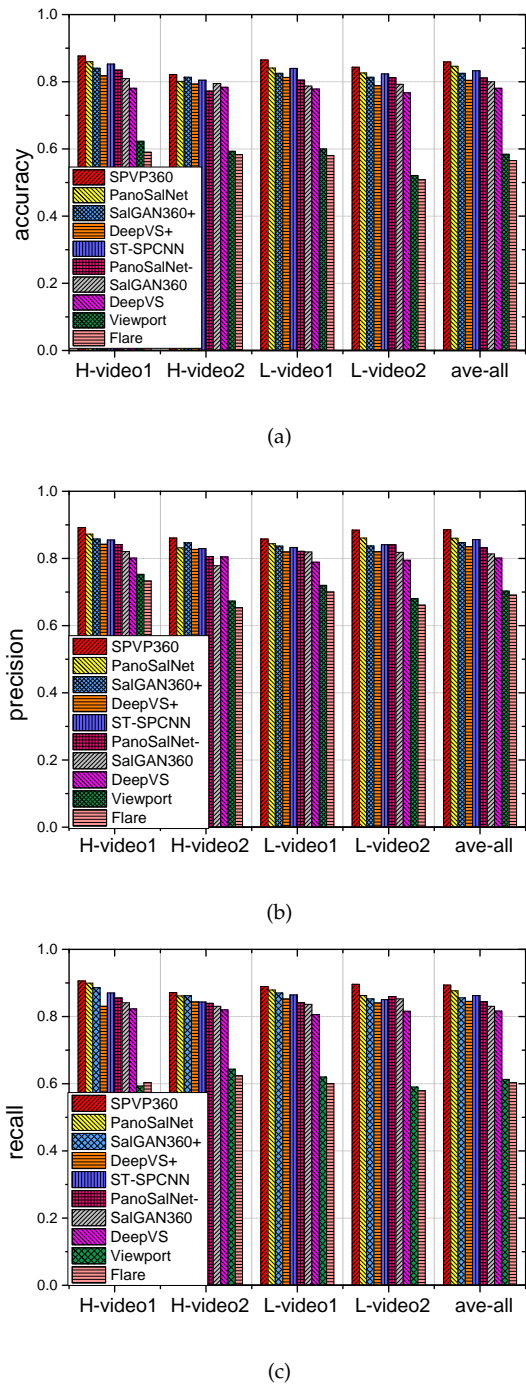 1.0
0.8
0.6
0.4
0.2
0.0
accuracy
SPVP360
PanoSalNet
SalGAN360+
DeepVS+
ST-SPCNN
PanoSalNet-
SalGAN360
DeepVS
Viewport
Flare
H-video1 H-video2 L-video1 L-video2 ave-all
(a)
1.0
0.8
0.6
0.4
0.2
0.0
precision
SPVP360
PanoSalNet
SalGAN360+
DeepVS+
ST-SPCNN
PanoSalNet-
SalGAN360
DeepVS
Viewport
Flare
H-video1 H-video2 L-video1 L-video2 ave-all
(b)
1.0
0.8
0.6
0.4
0.2
0.0
recall
SPVP360
PanoSalNet
SalGAN360+
DeepVS+
ST-SPCNN
PanoSalNet-
SalGAN360
DeepVS
Viewport
Flare
H-video1 H-video2 L-video1 L-video2 ave-all
(c)